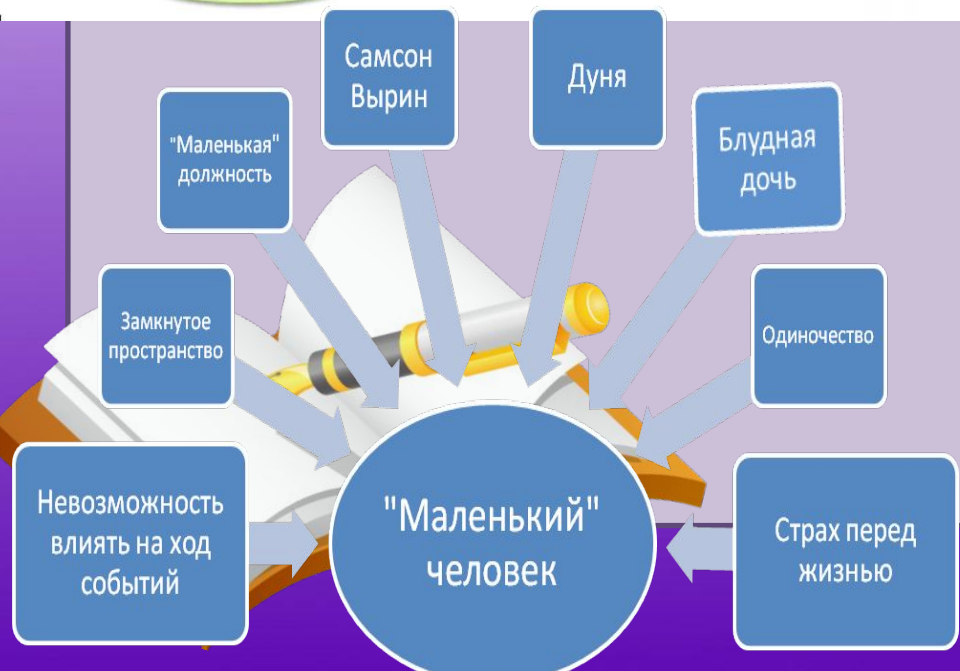 Самсон
Вырин
Дуня
"Маленькая"
должность
Блудная
дочь
Замкнутое
пространство
Одиночество
Невозможность
влиять на ход
событий
"Маленький"
человек
Страх перед
жизнью